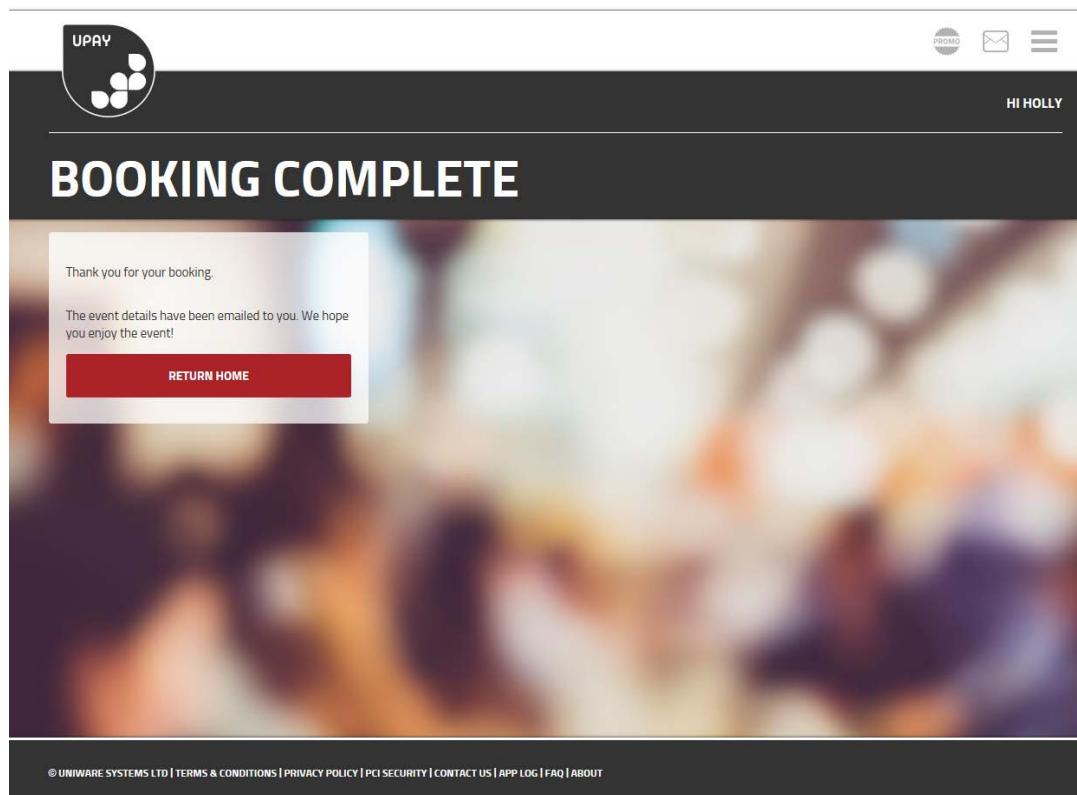 UPAY
PROMO
HI HOLLY
BOOKING COMPLETE
Thank you for your booking.
The event details have been emailed to you. We hope
you enjoy the event!
RETURN HOME
© UNIWARE SYSTEMS LTD | TERMS & CONDITIONS | PRIVACY POLICY | PCI SECURITY | CONTACT US | APP LOG | FAQ | ABOUT